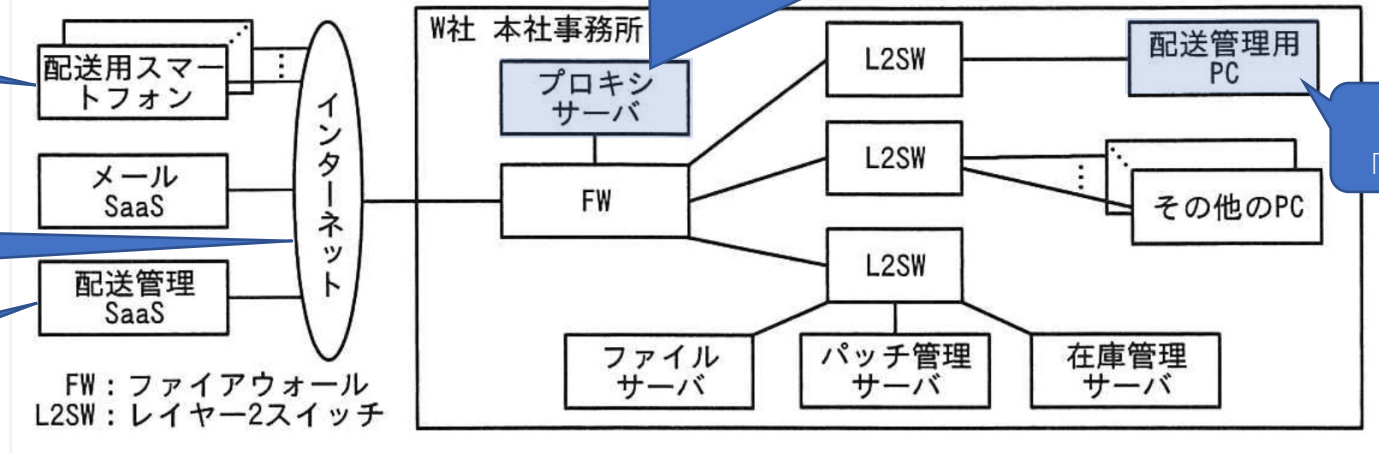 W社 本社事務所
配送用スマー
トフォン
プロキシ
サーバ
L2SW
配送管理用
PC
インターネット
メール
SaaS
FW
L2SW
その他のPC
配送管理
SaaS
L2SW
ファイル
サーバ
パッチ管理
サーバ
在庫管理
サーバ
FW：ファイアウォール
L2SW：レイヤー2スイッチ
「